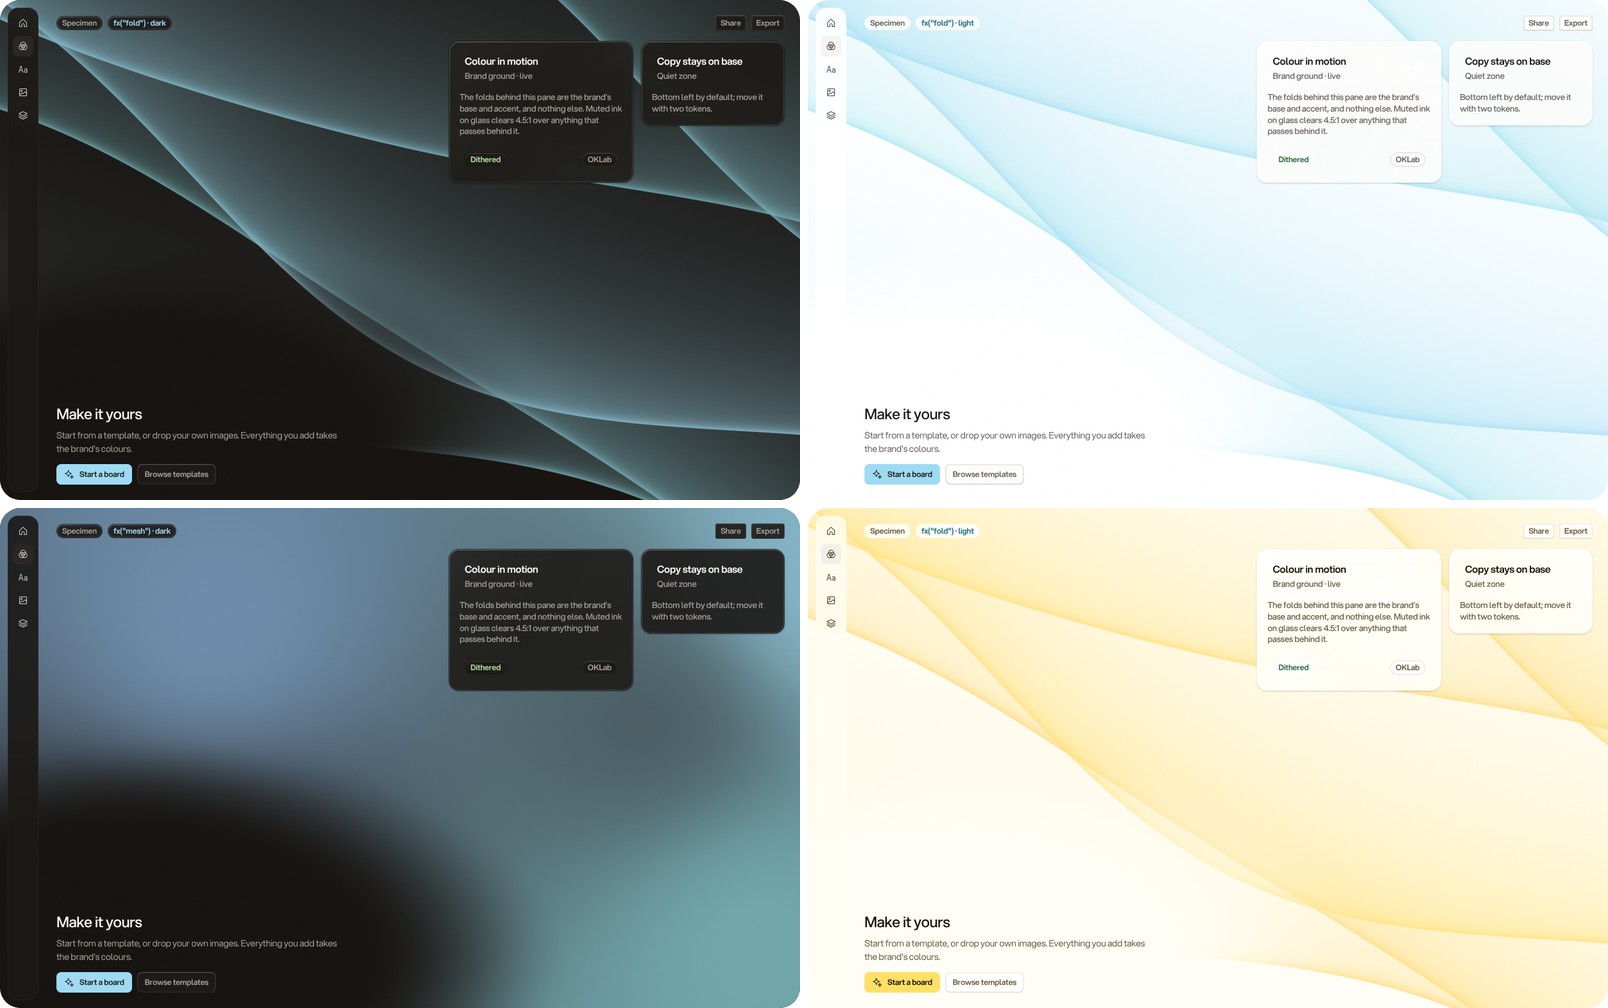 Specimen
fx("fold") · dark
Share
Export
Colour in motion
Brand ground · live
The folds behind this pane are the brand's
base and accent, and nothing else. Muted ink
on glass clears 4.5:1 over anything that
passes behind it.
Dithered
OKLab
Copy stays on base
Quiet zone
Bottom left by default; move it
with two tokens.
Aa
Make it yours
Start from a template, or drop your own images. Everything you add takes
the brand's colours.
Start a board
Browse templates
Specimen
fx("fold") · light
Share
Export
Colour in motion
Brand ground · live
The folds behind this pane are the brand's
base and accent, and nothing else. Muted ink
on glass clears 4.5:1 over anything that
passes behind it.
Dithered
OKLab
Copy stays on base
Quiet zone
Bottom left by default; move it
with two tokens.
Aa
Make it yours
Start from a template, or drop your own images. Everything you add takes
the brand's colours.
Start a board
Browse templates
Specimen
fx("mesh") · dark
Share
Export
Colour in motion
Brand ground · live
The folds behind this pane are the brand's
base and accent, and nothing else. Muted ink
on glass clears 4.5:1 over anything that
passes behind it.
Dithered
OKLab
Copy stays on base
Quiet zone
Bottom left by default; move it
with two tokens.
Aa
Make it yours
Start from a template, or drop your own images. Everything you add takes
the brand's colours.
Start a board
Browse templates
Specimen
fx("fold") · light
Share
Export
Colour in motion
Brand ground · live
The folds behind this pane are the brand's
base and accent, and nothing else. Muted ink
on glass clears 4.5:1 over anything that
passes behind it.
Dithered
OKLab
Copy stays on base
Quiet zone
Bottom left by default; move it
with two tokens.
Aa
Make it yours
Start from a template, or drop your own images. Everything you add takes
the brand's colours.
Start a board
Browse templates